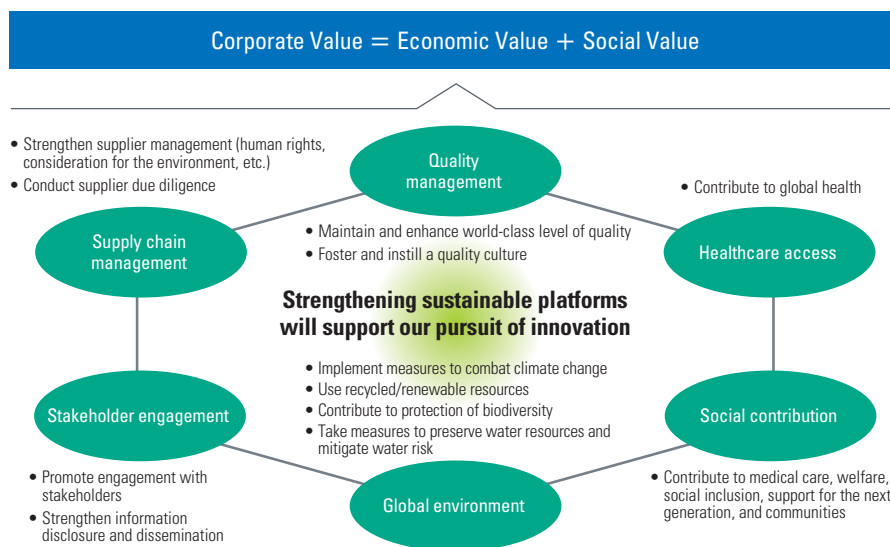 Corporate Value = Economic Value + Social Value
• Strengthen supplier management (human rights,
consideration for the environment, etc.)
• Conduct supplier due diligence
Quality
management
• Contribute to global health
Supply chain
management
• Maintain and enhance world-class level of quality
• Foster and instill a quality culture
Healthcare access
Strengthening sustainable platforms
will support our pursuit of innovation
• Implement measures to combat climate change
• Use recycled/renewable resources
• Contribute to protection of biodiversity
• Take measures to preserve water resources and
mitigate water risk
Stakeholder engagement
Social contribution
• Promote engagement with
stakeholders
• Strengthen information
disclosure and dissemination
Global environment
• Contribute to medical care, welfare,
social inclusion, support for the next
generation, and communities